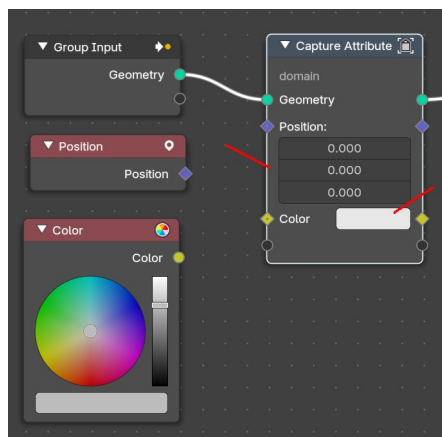 Group Input
Geometry
Position
Position
Color
Color
Capture Attribute
domain
Geometry
Position:
0.000
0.000
0.000
Color